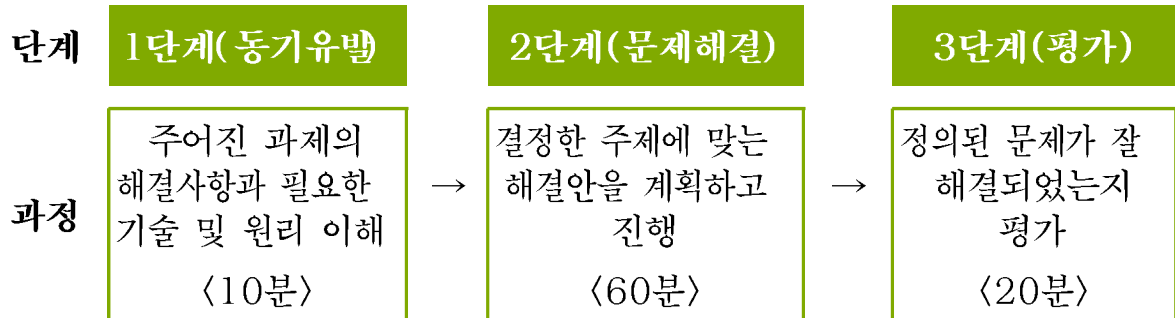 단계 1단계(동기유발) 2단계(문제해결) 3단계(평가)
과정
주어진 과제의
해결사항과 필요한
기술 및 원리 이해
〈10분〉
→
결정한 주제에 맞는
해결안을 계획하고
진행
〈60분〉
→
정의된 문제가 잘
해결되었는지
평가
〈20분〉